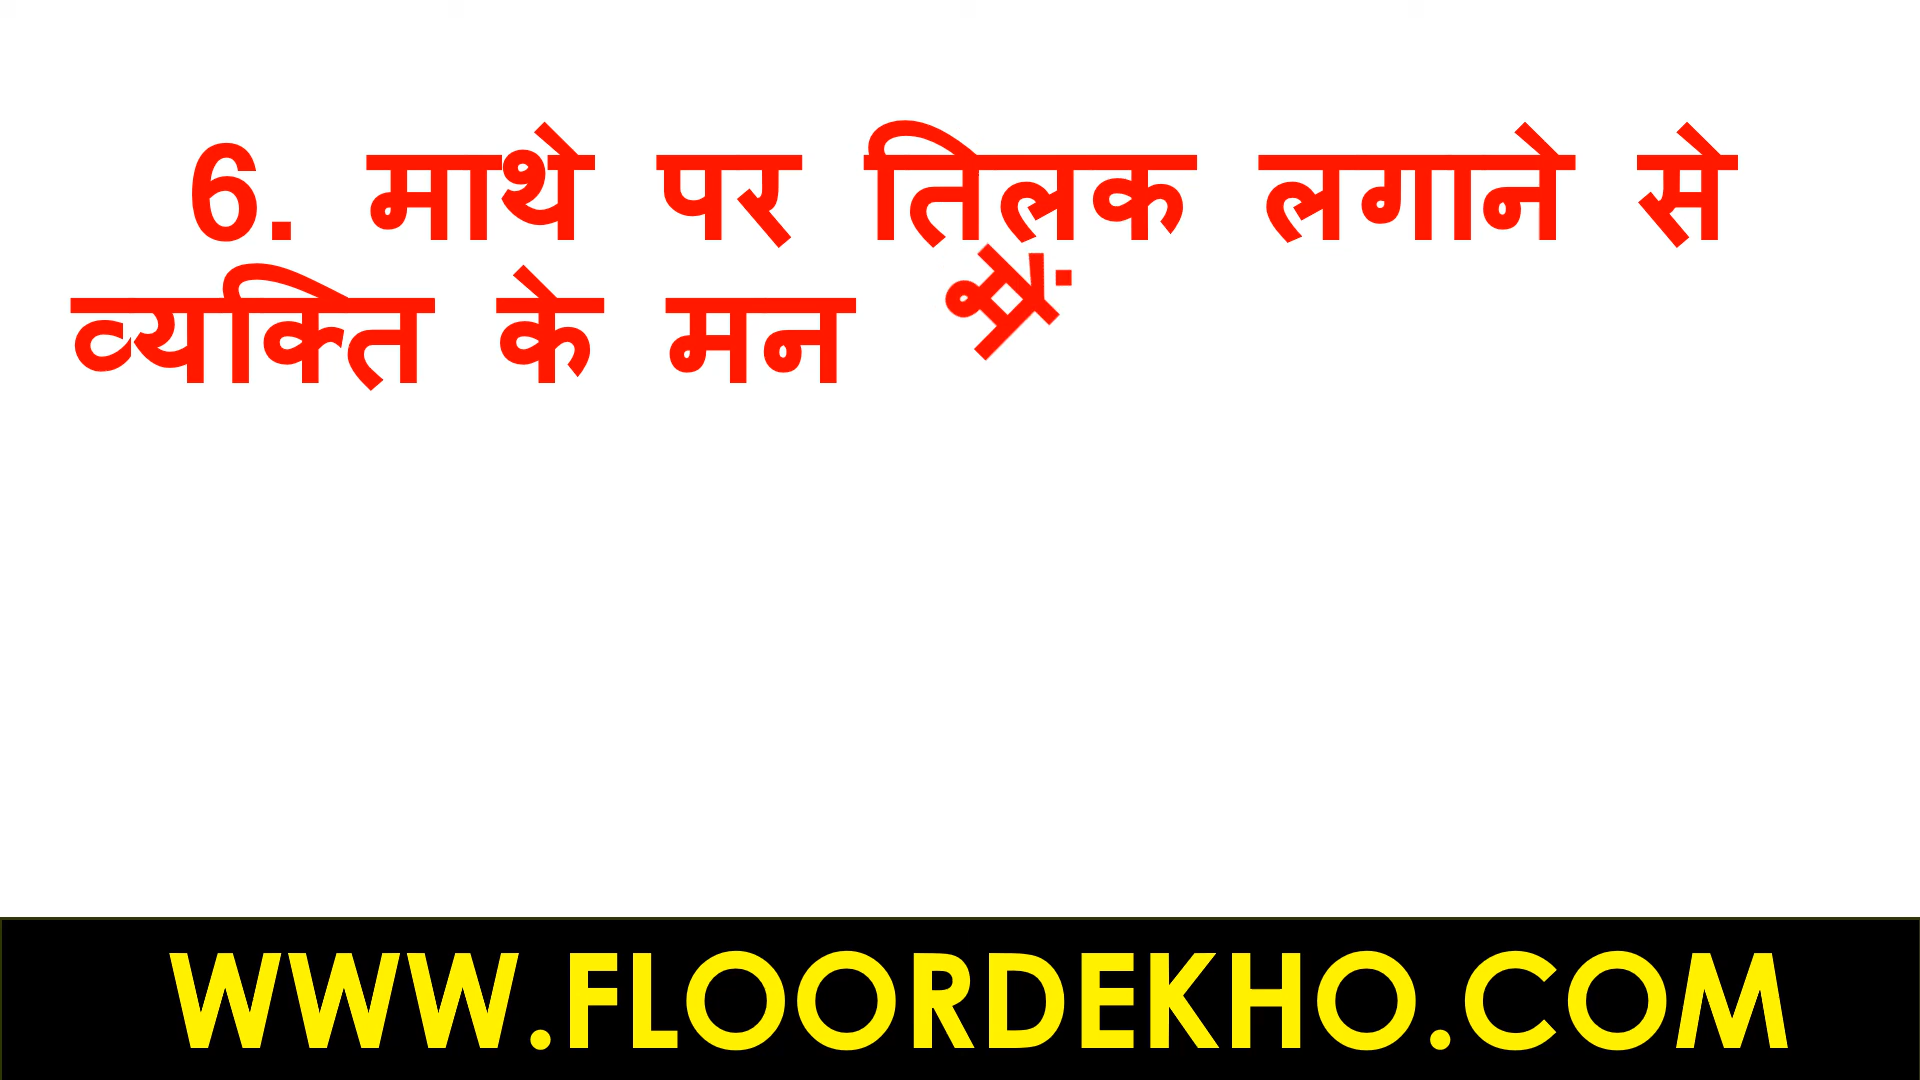 6. माथे पर तिलक लगाने से
व्यक्ति के मन में
WWW.FLOORDEKHO.COM